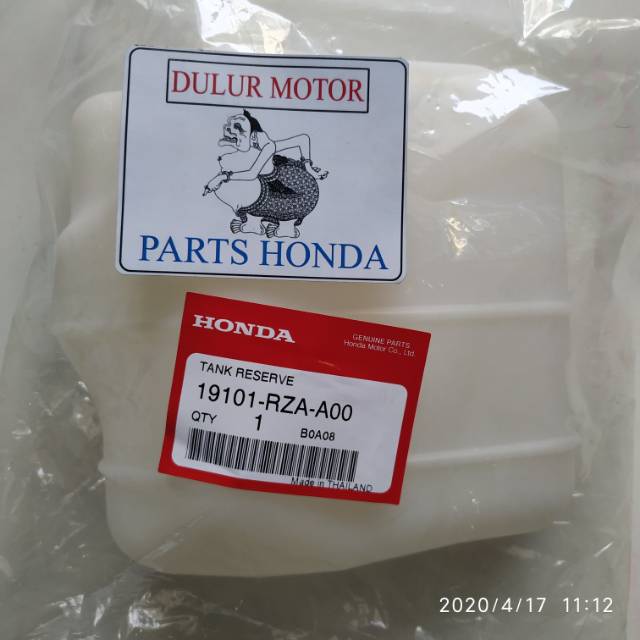 DULUR MOTOR
PARTS HONDA
HONDA
GENUINE PARTS
Honda Motor Co., Ltd.
TANK RESERVE
19101-RZA-A00
QTY 1 B0A08
Made in THAILAND
2020/4/17 11:12